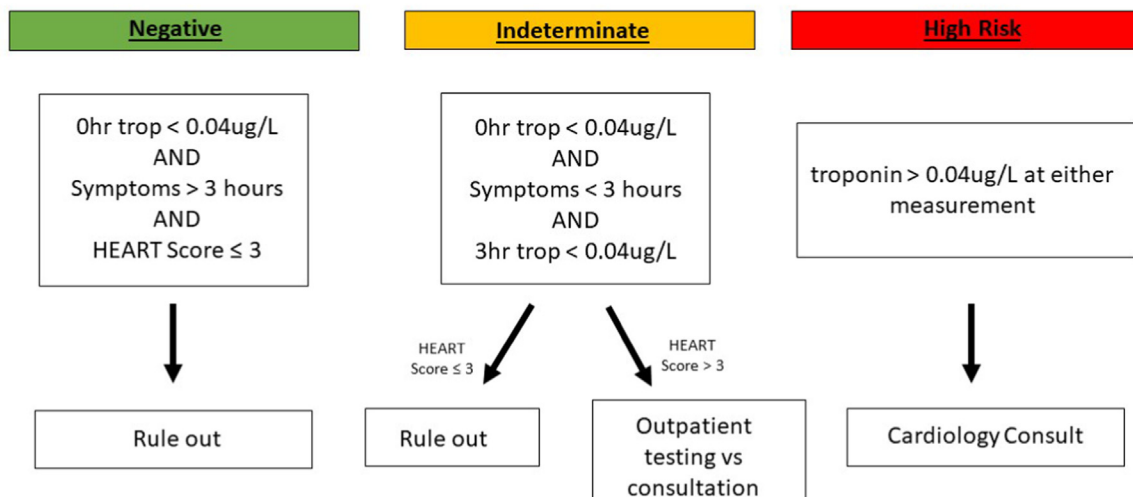 Negative
Indeterminate
High Risk
0hr trop < 0.04ug/L
AND
Symptoms > 3 hours
AND
HEART Score ≤ 3
0hr trop < 0.04ug/L
AND
Symptoms < 3 hours
AND
3hr trop < 0.04ug/L
troponin > 0.04ug/L at either
measurement
HEART
Score ≤ 3
HEART
Score > 3
Rule out
Rule out
Outpatient
testing vs
consultation
Cardiology Consult